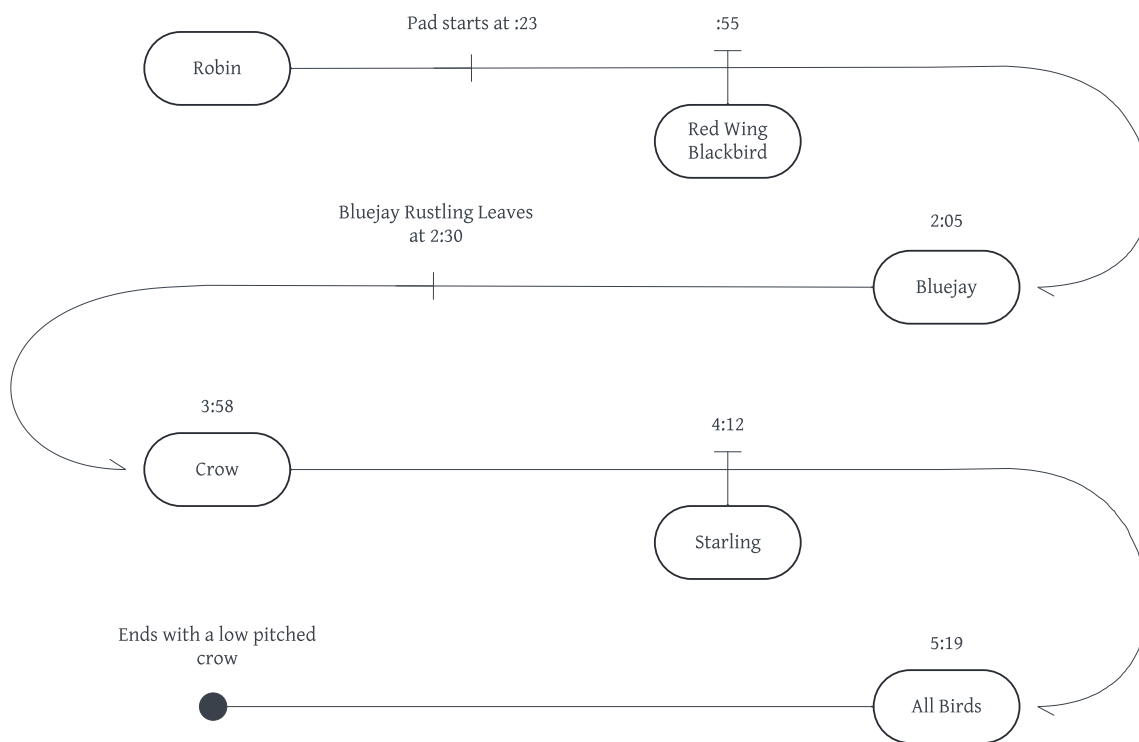 Pad starts at :23
:55
Robin
Red Wing
Blackbird
Bluejay Rustling Leaves
at 2:30
2:05
Bluejay
3:58
4:12
Crow
Starling
Ends with a low pitched
crow
5:19
All Birds